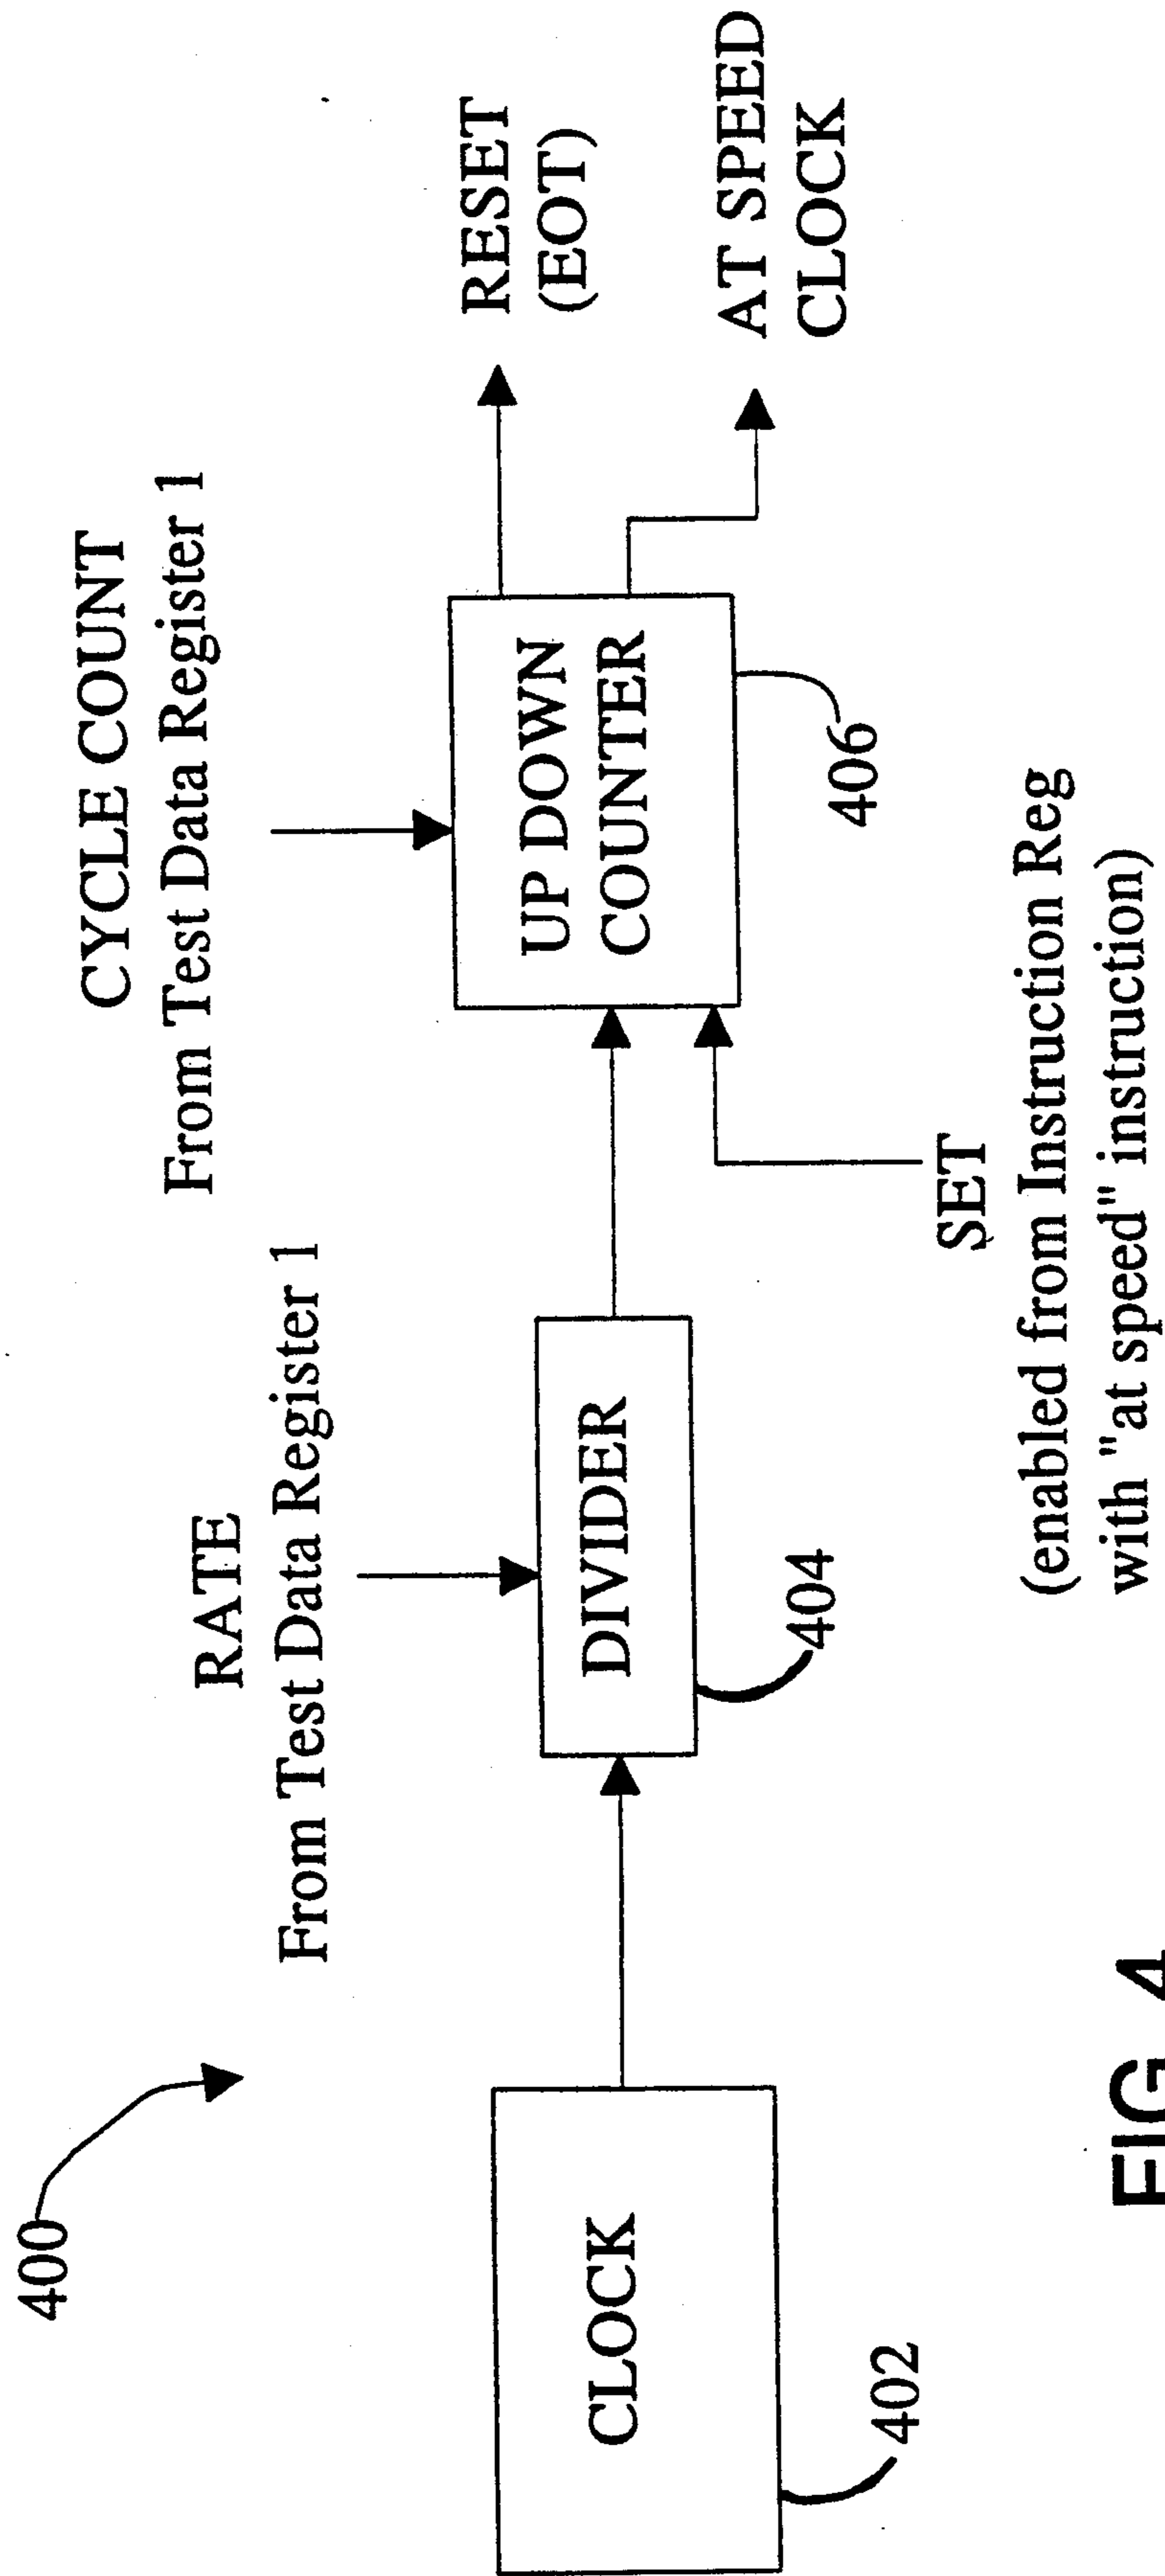 400
CYCLE COUNT
From Test Data Register 1
RATE
From Test Data Register 1
CLOCK
402
DIVIDER
404
UP DOWN
COUNTER
406
RESET
(EOT)
AT SPEED
CLOCK
SET
(enabled from Instruction Reg
with "at speed" instruction)
FIG. 4